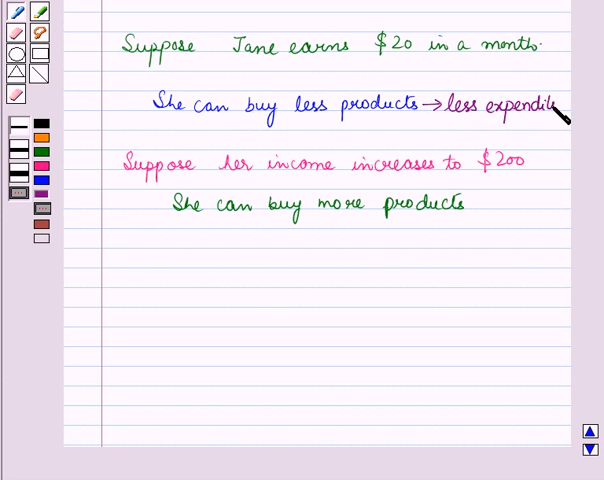 Suppose Jane earns $20 in a month.
She can buy less products → less expendit
Suppose her income increases to $200
She can buy more products